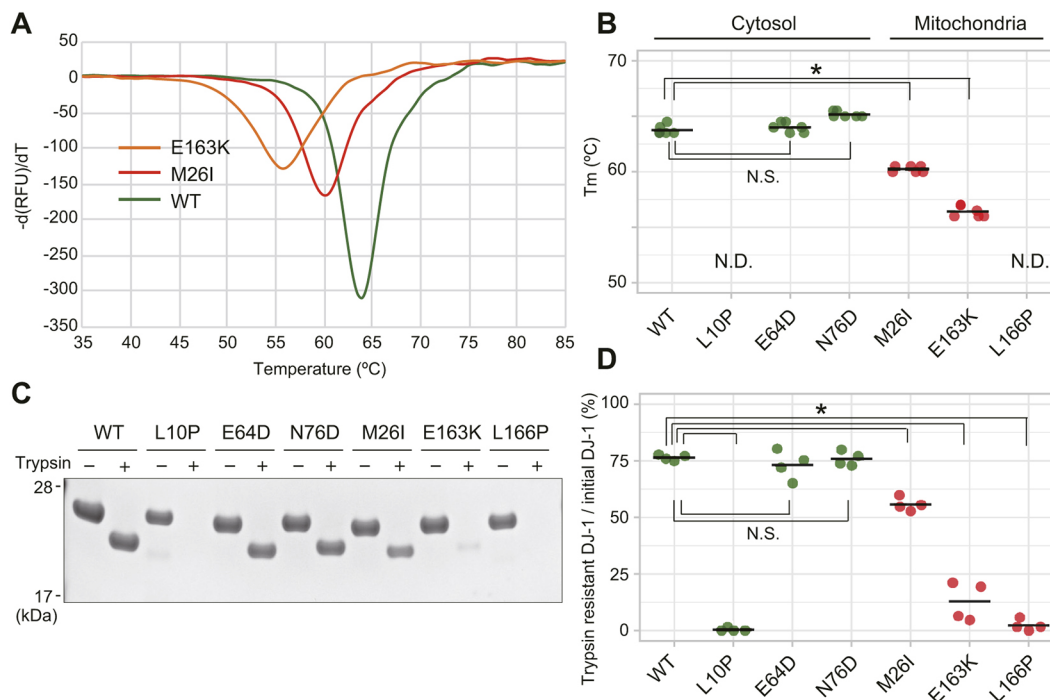 A
50
0
-50
-100
-150
-200
-250
-300
-350
-d(RFU)/dT
E163K
M26I
WT
35 40 45 50 55 60 65 70 75 80 85
Temperature (ºC)
B
Cytosol Mitochondria
70
60
50
Tm (ºC)
*
N.S.
N.D. N.D.
WT L10P E64D N76D M26I E163K L166P
C
WT L10P E64D N76D M26I E163K L166P
Trypsin − + − + − + − + − + − + − +
28-
17-
(kDa)
D
100
75
50
25
0
Trypsin resistant DJ-1 / initial DJ-1 (%)
*
N.S.
WT L10P E64D N76D M26I E163K L166P